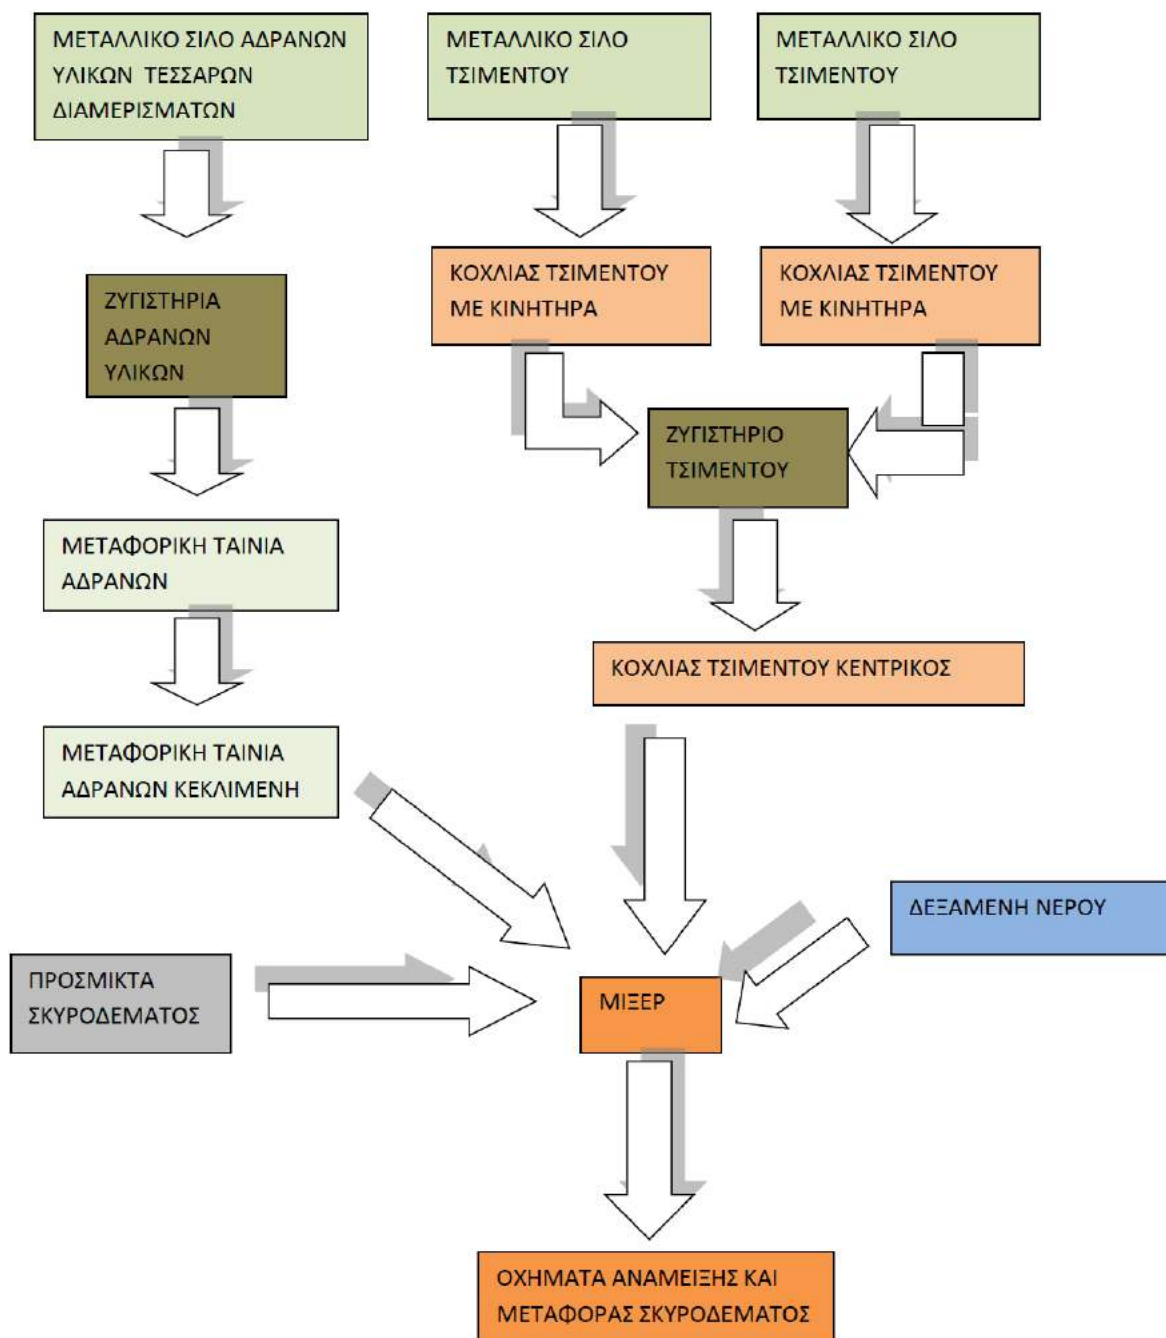 ΜΕΤΑΛΛΙΚΟ ΣΙΛΟ ΑΔΡΑΝΩΝ
ΥΛΙΚΩΝ ΤΕΣΣΑΡΩΝ
ΔΙΑΜΕΡΙΣΜΑΤΩΝ
ΜΕΤΑΛΛΙΚΟ ΣΙΛΟ
ΤΣΙΜΕΝΤΟΥ
ΜΕΤΑΛΛΙΚΟ ΣΙΛΟ
ΤΣΙΜΕΝΤΟΥ
ΚΟΧΛΙΑΣ ΤΣΙΜΕΝΤΟΥ
ΜΕ ΚΙΝΗΤΗΡΑ
ΚΟΧΛΙΑΣ ΤΣΙΜΕΝΤΟΥ
ΜΕ ΚΙΝΗΤΗΡΑ
ΖΥΓΙΣΤΗΡΙΑ
ΑΔΡΑΝΩΝ
ΥΛΙΚΩΝ
ΖΥΓΙΣΤΗΡΙΟ
ΤΣΙΜΕΝΤΟΥ
ΜΕΤΑΦΟΡΙΚΗ ΤΑΙΝΙΑ
ΑΔΡΑΝΩΝ
ΚΟΧΛΙΑΣ ΤΣΙΜΕΝΤΟΥ ΚΕΝΤΡΙΚΟΣ
ΜΕΤΑΦΟΡΙΚΗ ΤΑΙΝΙΑ
ΑΔΡΑΝΩΝ ΚΕΚΛΙΜΕΝΗ
ΔΕΞΑΜΕΝΗ ΝΕΡΟΥ
ΠΡΟΣΜΙΚΤΑ
ΣΚΥΡΟΔΕΜΑΤΟΣ
ΜΙΞΕΡ
ΟΧΗΜΑΤΑ ΑΝΑΜΕΙΞΗΣ ΚΑΙ
ΜΕΤΑΦΟΡΑΣ ΣΚΥΡΟΔΕΜΑΤΟΣ